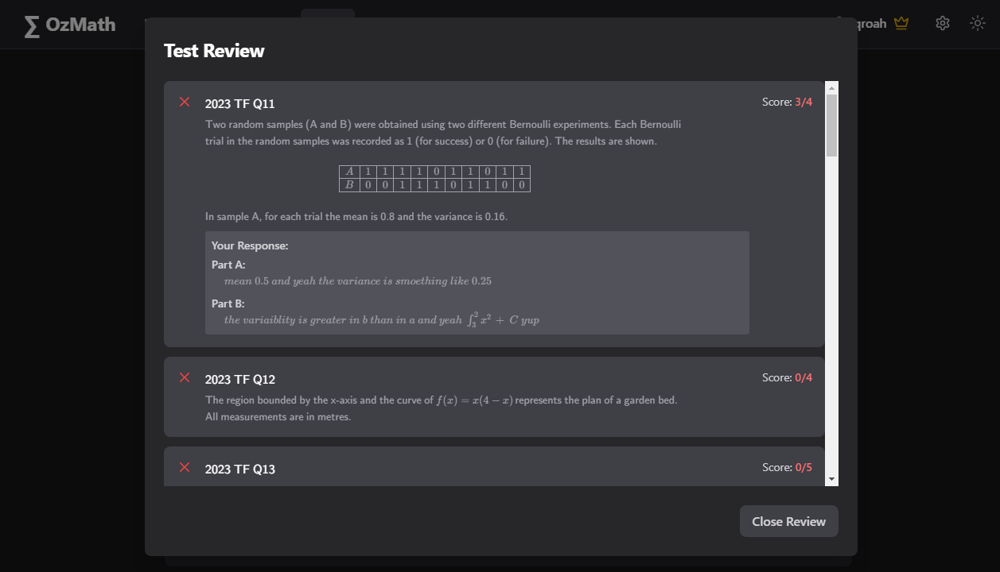 ∑ OzMath
qroah
Test Review
2023 TF Q11
Score: 3/4
Two random samples (A and B) were obtained using two different Bernoulli experiments. Each Bernoulli
trial in the random samples was recorded as 1 (for success) or 0 (for failure). The results are shown.
A 1 1 1 1 0 1 1 0 1 1
B 0 0 1 1 1 0 1 1 0 0
In sample A, for each trial the mean is 0.8 and the variance is 0.16.
Your Response:
Part A:
mean 0.5 and yeah the variance is smoething like 0.25
Part B:
the variaiblity is greater in b than in a and yeah ∫₃² x² + C yup
2023 TF Q12
Score: 0/4
The region bounded by the x-axis and the curve of f(x) = x(4 − x) represents the plan of a garden bed.
All measurements are in metres.
2023 TF Q13
Score: 0/5
Close Review